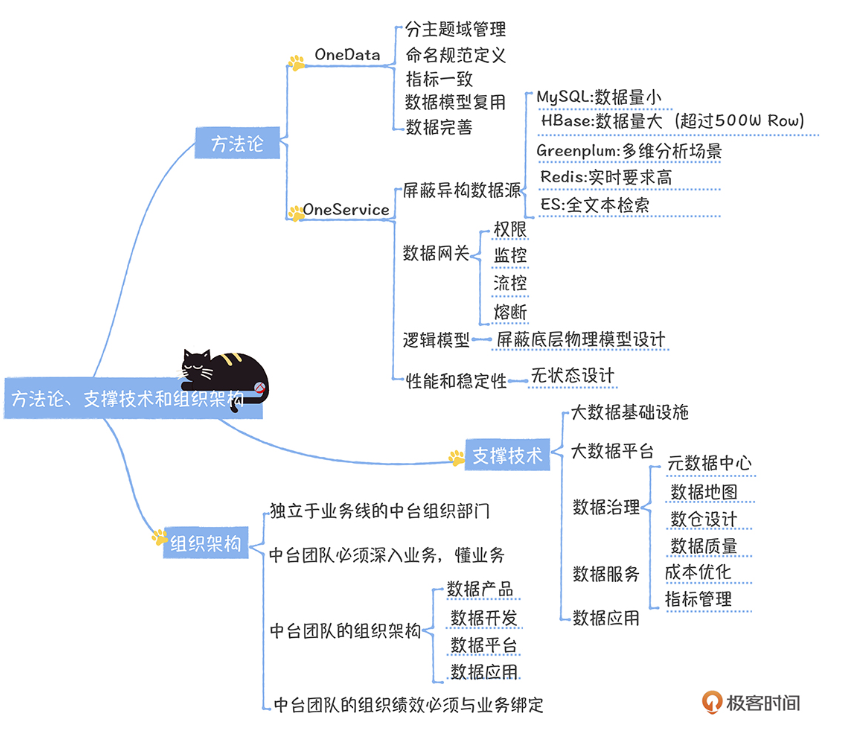 方法论、支撑技术和组织架构
方法论
OneData
分主题域管理
命名规范定义
指标一致
数据模型复用
数据完善
OneService
屏蔽异构数据源
MySQL:数据量小
HBase:数据量大（超过500W Row）
Greenplum:多维分析场景
Redis:实时要求高
ES:全文本检索
数据网关
权限
监控
流控
熔断
逻辑模型
屏蔽底层物理模型设计
性能和稳定性
无状态设计
支撑技术
大数据基础设施
大数据平台
数据治理
元数据中心
数据地图
数仓设计
数据质量
成本优化
指标管理
数据服务
数据应用
组织架构
独立于业务线的中台组织部门
中台团队必须深入业务，懂业务
中台团队的组织架构
数据产品
数据开发
数据平台
数据应用
中台团队的组织绩效必须与业务绑定
极客时间